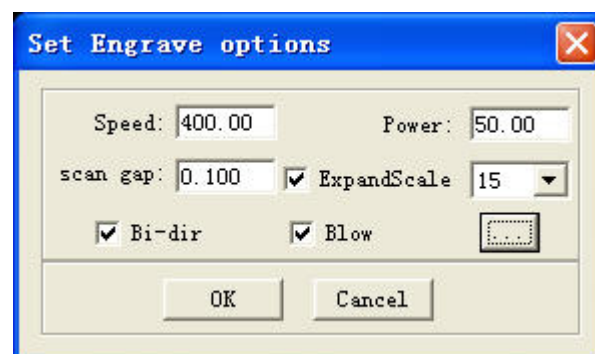 Set Engrave options
Speed: 400.00 Power: 50.00
scan gap: 0.100 ExpandScale 15
Bi-dir Blow ...
OK Cancel